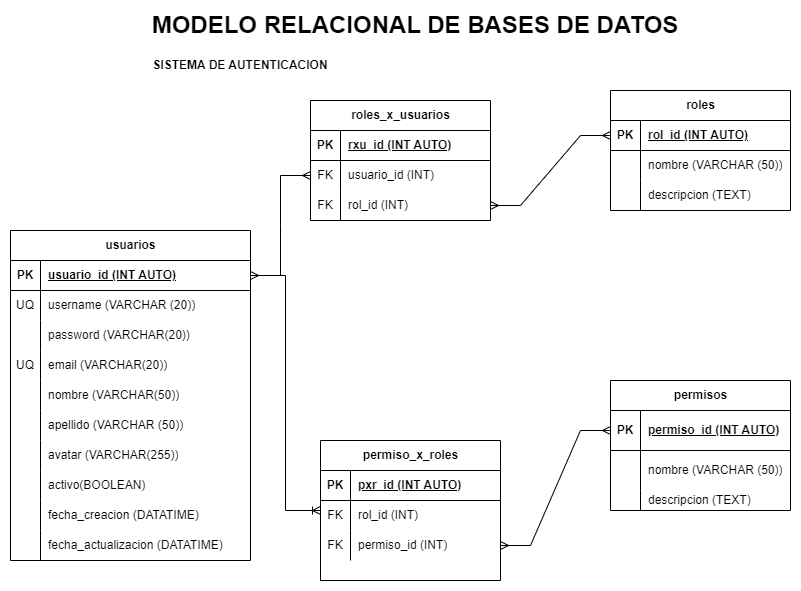 MODELO RELACIONAL DE BASES DE DATOS
SISTEMA DE AUTENTICACION
roles_x_usuarios
PK rxu_id (INT AUTO)
FK usuario_id (INT)
FK rol_id (INT)
roles
PK rol_id (INT AUTO)
nombre (VARCHAR (50))
descripcion (TEXT)
usuarios
PK usuario_id (INT AUTO)
UQ username (VARCHAR (20))
password (VARCHAR(20))
UQ email (VARCHAR(20))
nombre (VARCHAR(50))
apellido (VARCHAR (50))
avatar (VARCHAR(255))
activo(BOOLEAN)
fecha_creacion (DATATIME)
fecha_actualizacion (DATATIME)
permiso_x_roles
PK pxr_id (INT AUTO)
FK rol_id (INT)
FK permiso_id (INT)
permisos
PK permiso_id (INT AUTO)
nombre (VARCHAR (50))
descripcion (TEXT)